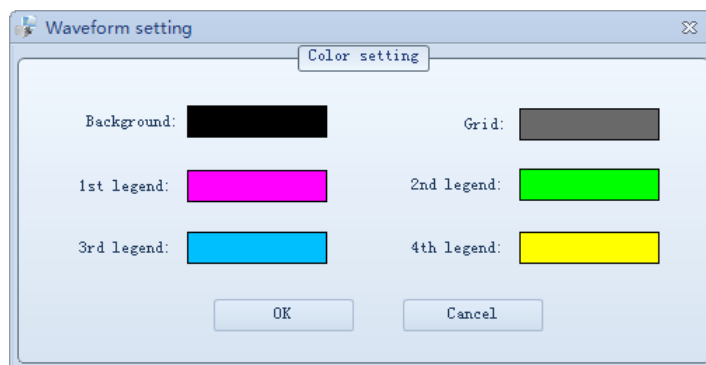 Waveform setting
Color setting
Background:
Grid:
1st legend:
2nd legend:
3rd legend:
4th legend:
OK
Cancel